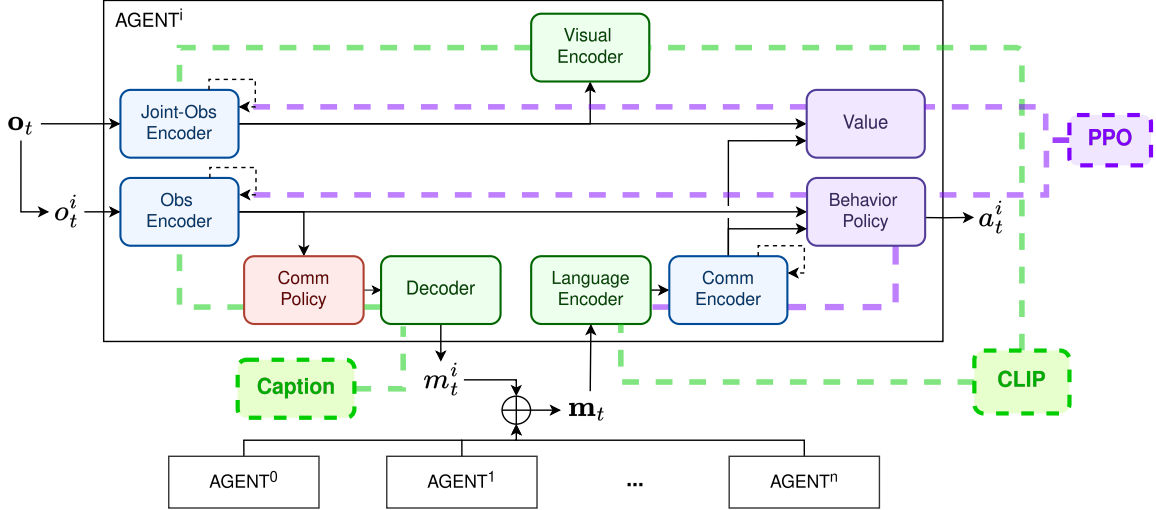 AGENTⁱ
Visual
Encoder
𝐨ₜ
Joint-Obs
Encoder
Value
PPO
oₜⁱ
Obs
Encoder
Behavior
Policy
aₜⁱ
Comm
Policy
Decoder
Language
Encoder
Comm
Encoder
Caption
CLIP
mₜⁱ
𝐦ₜ
AGENT⁰
AGENT¹
...
AGENTⁿ